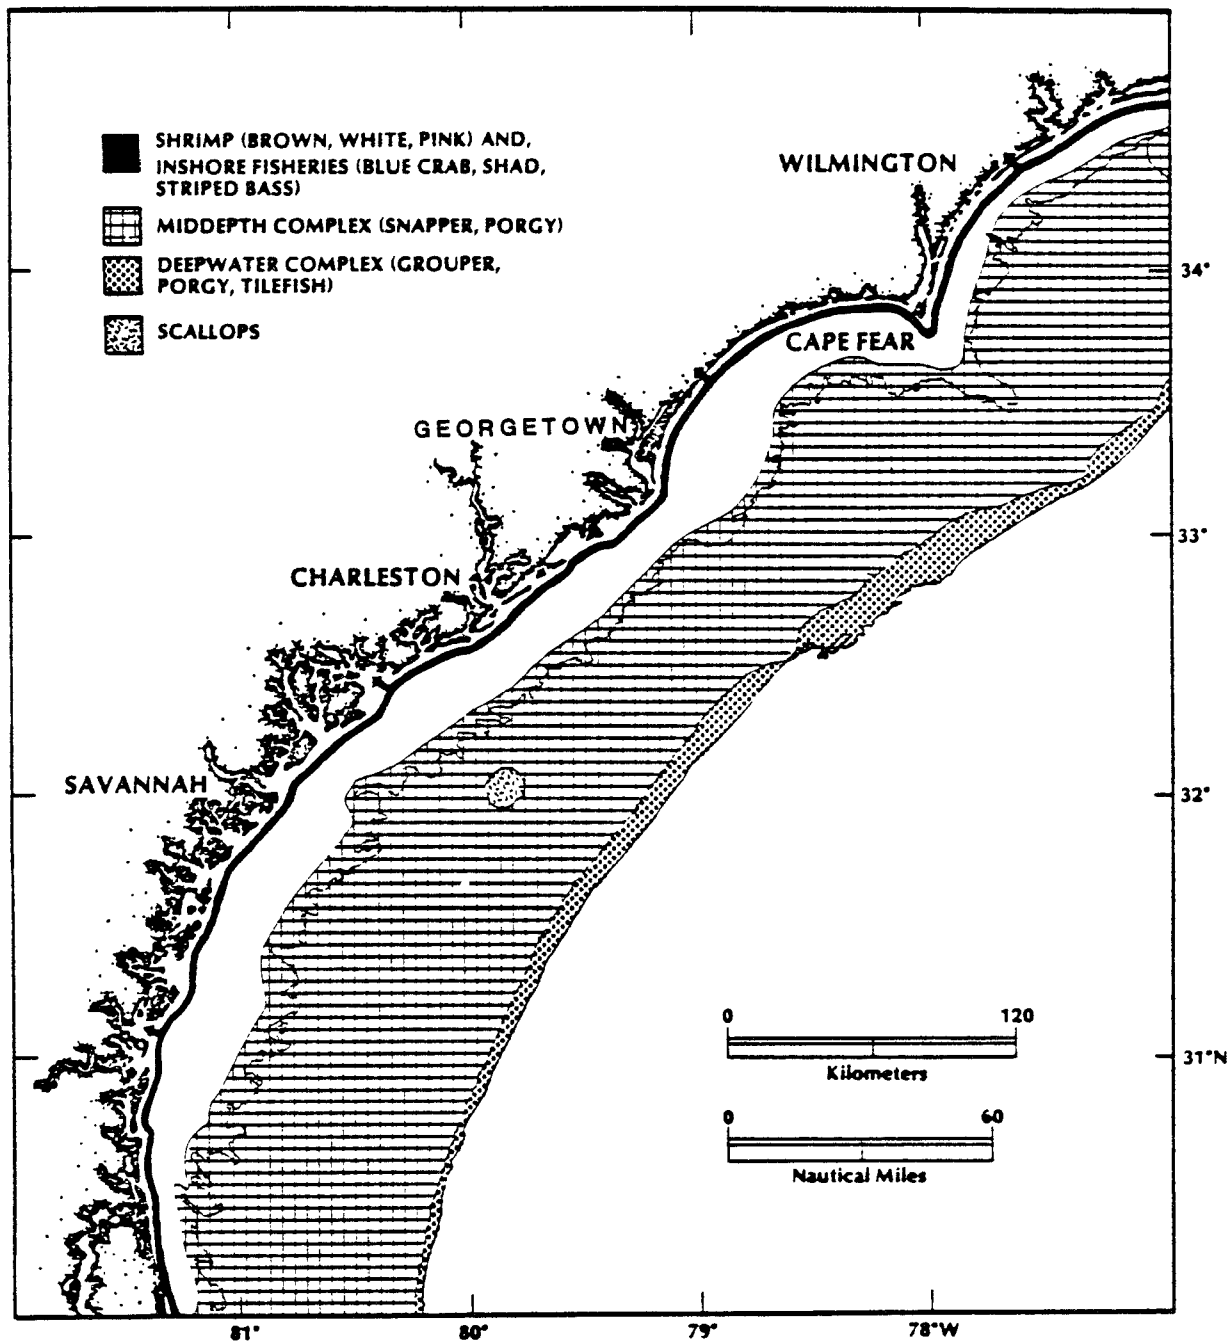 SHRIMP (BROWN, WHITE, PINK) AND,
INSHORE FISHERIES (BLUE CRAB, SHAD,
STRIPED BASS)
MIDDEPTH COMPLEX (SNAPPER, PORGY)
DEEPWATER COMPLEX (GROUPER,
PORGY, TILEFISH)
SCALLOPS
WILMINGTON
34°
CAPE FEAR
GEORGETOWN
33°
CHARLESTON
SAVANNAH
32°
0 120
Kilometers
31°N
0 60
Nautical Miles
81° 80° 79° 78°W